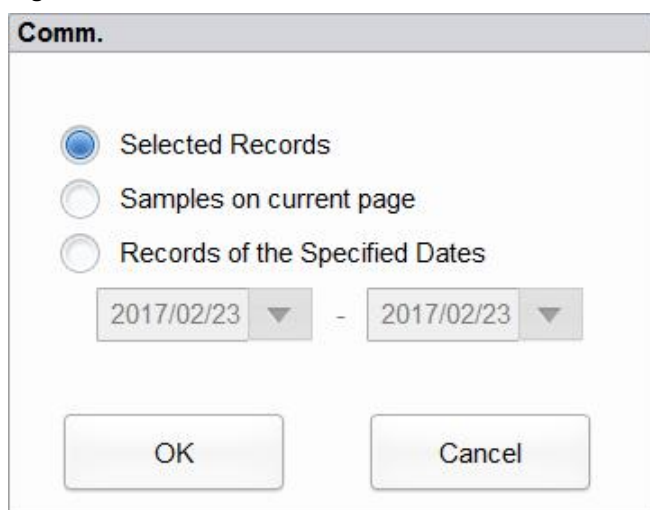 Comm.
Selected Records
Samples on current page
Records of the Specified Dates
2017/02/23 - 2017/02/23
OK Cancel